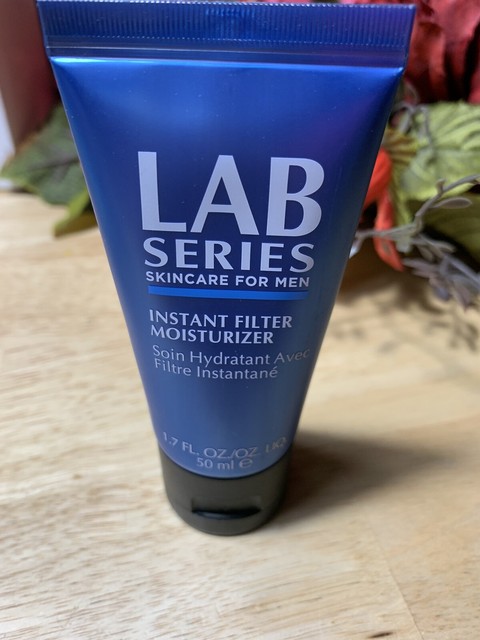 LAB
SERIES
SKINCARE FOR MEN
INSTANT FILTER
MOISTURIZER
Soin Hydratant Avec
Filtre Instantané
1.7 FL. OZ./OZ. LIQ.
50 ml ℮